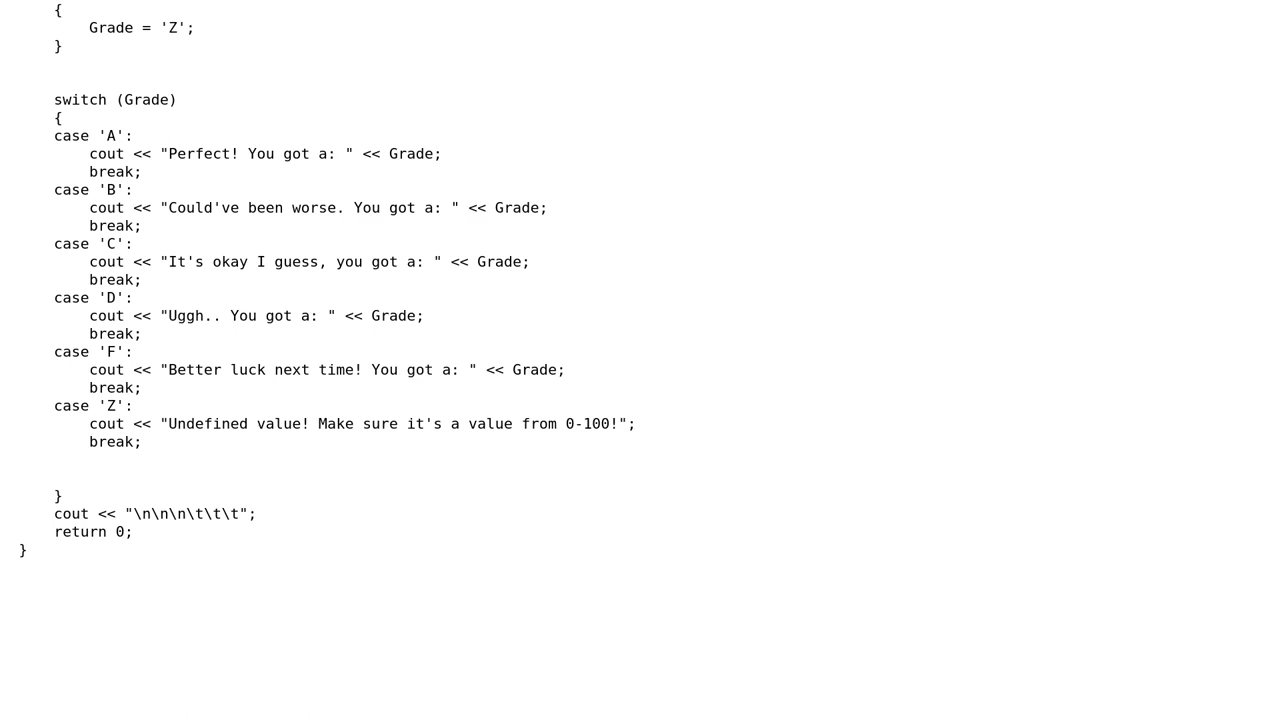 {
Grade = 'Z';
}
switch (Grade)
{
case 'A':
cout << "Perfect! You got a: " << Grade;
break;
case 'B':
cout << "Could've been worse. You got a: " << Grade;
break;
case 'C':
cout << "It's okay I guess, you got a: " << Grade;
break;
case 'D':
cout << "Uggh.. You got a: " << Grade;
break;
case 'F':
cout << "Better luck next time! You got a: " << Grade;
break;
case 'Z':
cout << "Undefined value! Make sure it's a value from 0-100!";
break;
}
cout << "\n\n\n\t\t\t";
return 0;
}